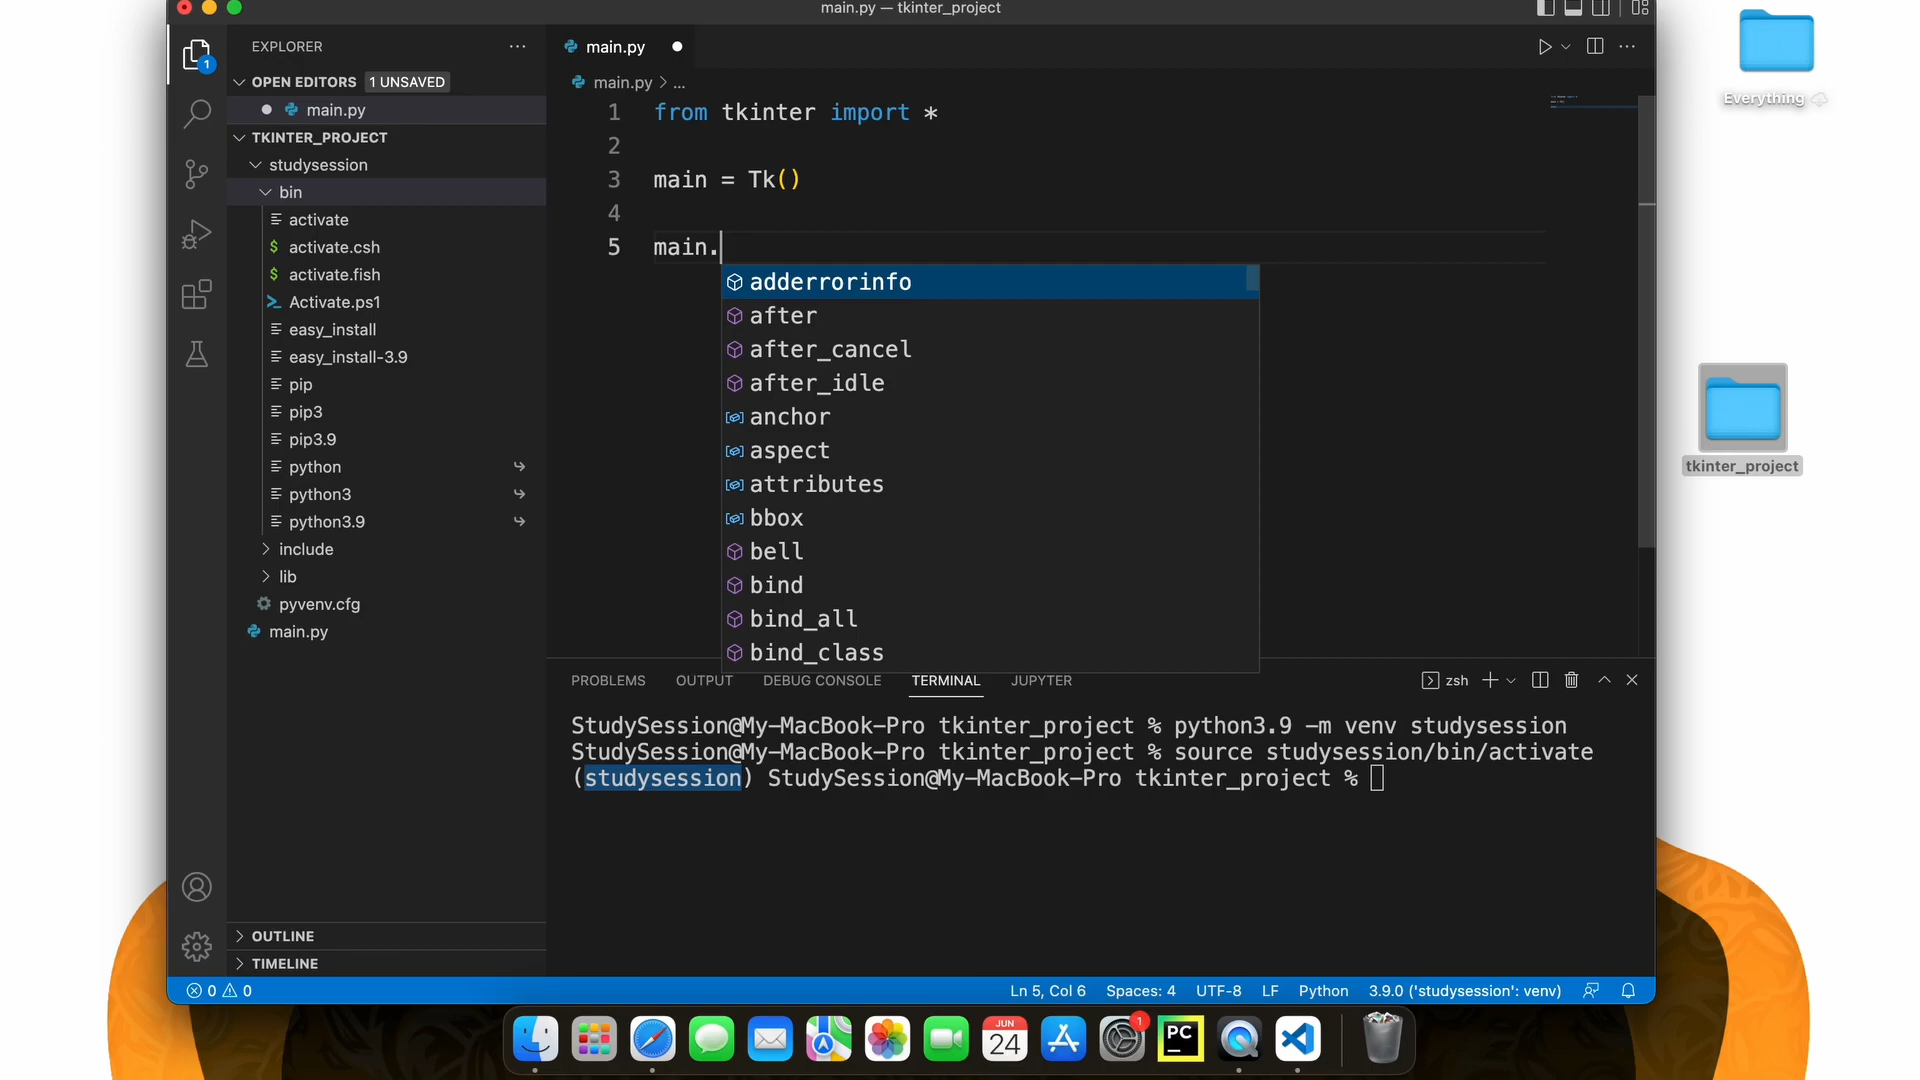 main.py — tkinter_project
EXPLORER
OPEN EDITORS 1 UNSAVED
main.py
TKINTER_PROJECT
studysession
bin
activate
activate.csh
activate.fish
Activate.ps1
easy_install
easy_install-3.9
pip
pip3
pip3.9
python
python3
python3.9
include
lib
pyvenv.cfg
main.py
OUTLINE
TIMELINE
1
main.py
main.py > ...
1 from tkinter import *
2
3 main = Tk()
4
5 main.
adderrorinfo
after
after_cancel
after_idle
anchor
aspect
attributes
bbox
bell
bind
bind_all
bind_class
PROBLEMS OUTPUT DEBUG CONSOLE TERMINAL JUPYTER zsh
StudySession@My-MacBook-Pro tkinter_project % python3.9 -m venv studysession
StudySession@My-MacBook-Pro tkinter_project % source studysession/bin/activate
(studysession) StudySession@My-MacBook-Pro tkinter_project %
0 0 Ln 5, Col 6 Spaces: 4 UTF-8 LF Python 3.9.0 ('studysession': venv)
Everything
tkinter_project
JUN
24
1
PC